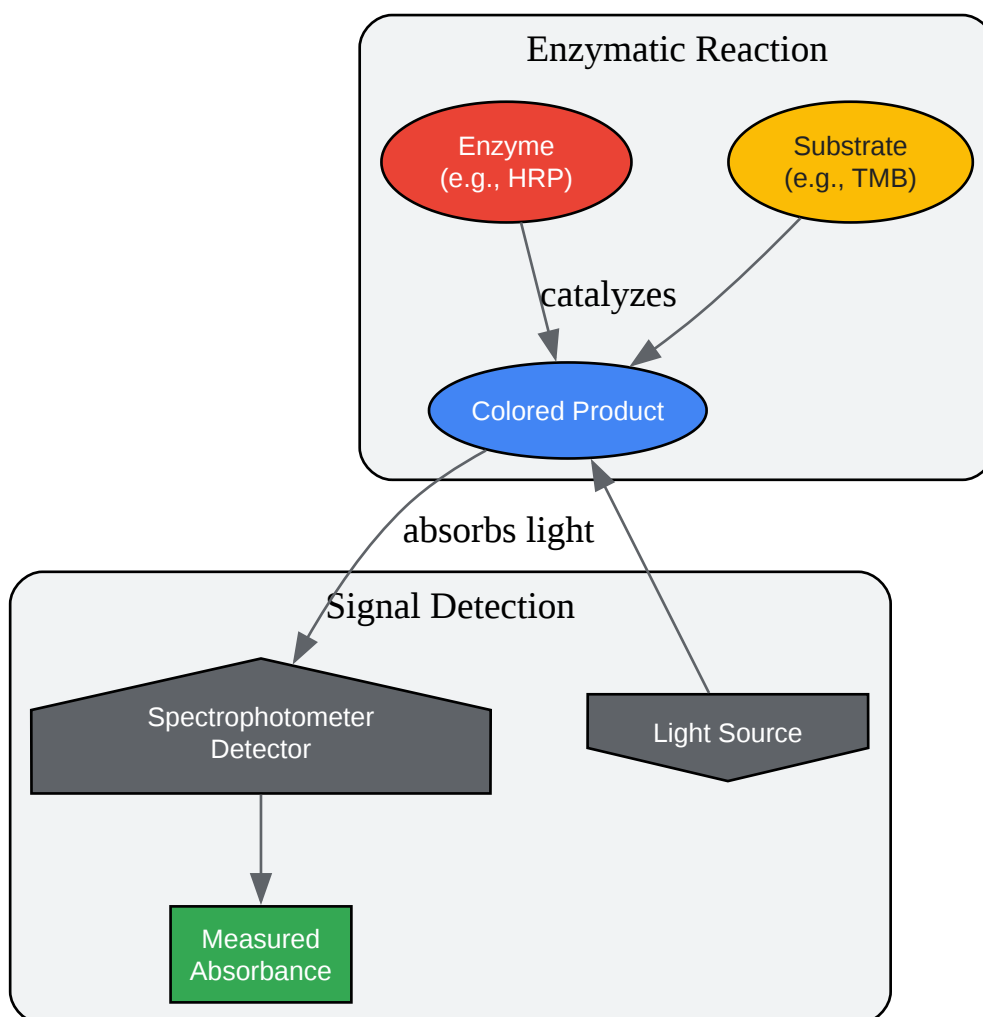 Enzymatic Reaction
Enzyme
(e.g., HRP)
Substrate
(e.g., TMB)
catalyzes
Colored Product
absorbs light
Signal Detection
Spectrophotometer
Detector
Light Source
Measured
Absorbance